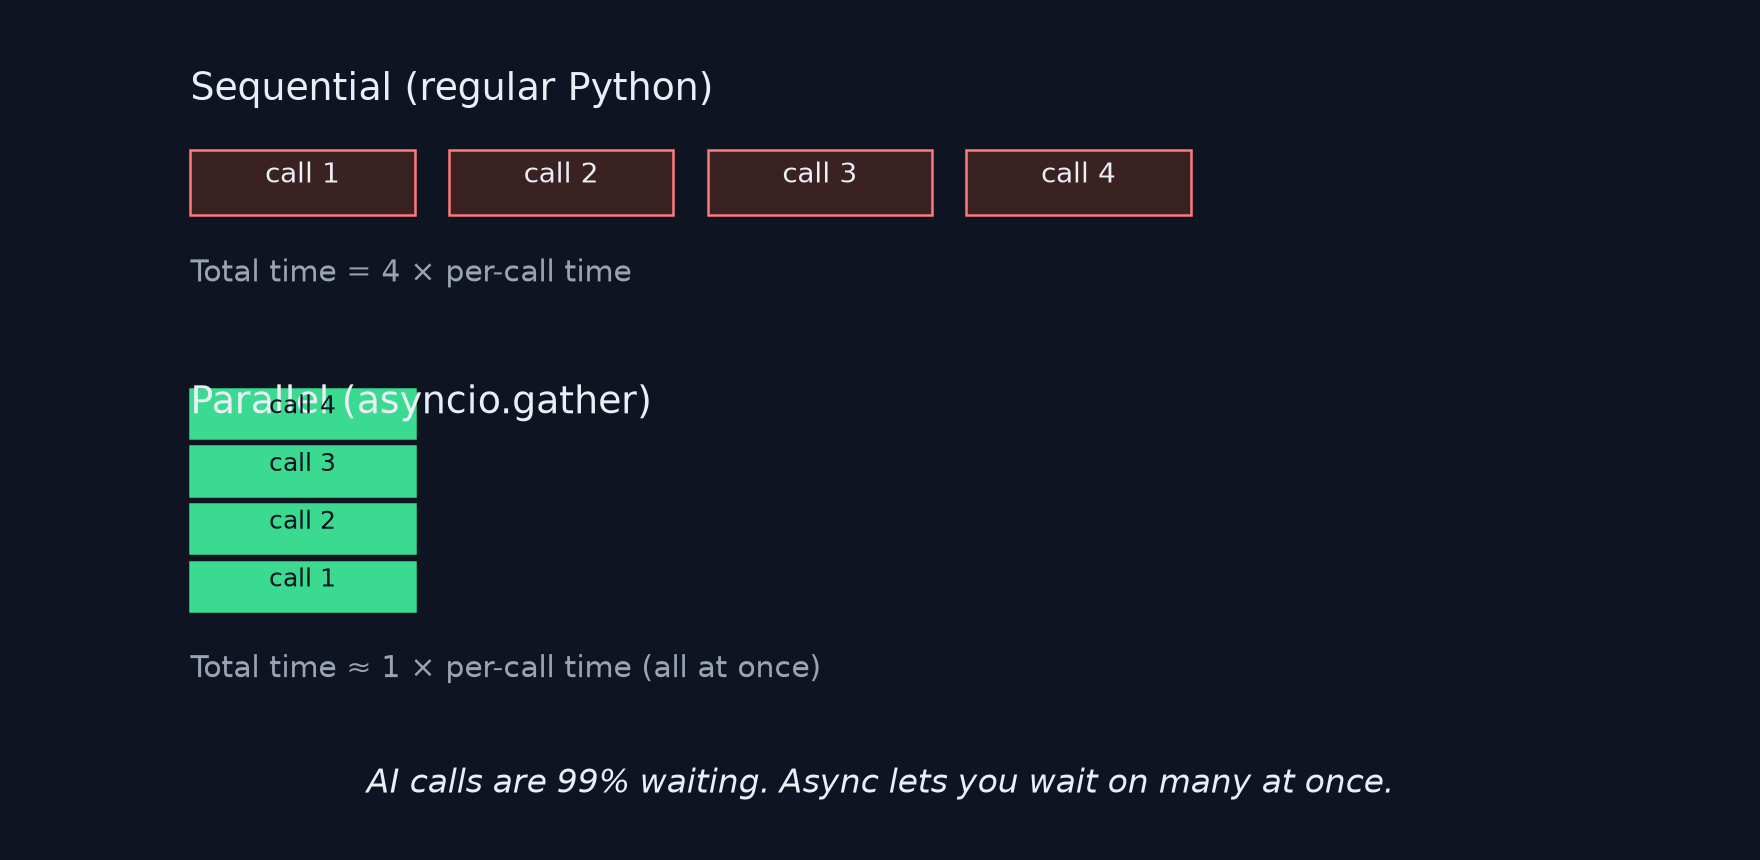 Sequential (regular Python)
call 1 call 2 call 3 call 4
Total time = 4 × per-call time
Parallel (asyncio.gather)
call 4
call 3
call 2
call 1
Total time ≈ 1 × per-call time (all at once)
AI calls are 99% waiting. Async lets you wait on many at once.